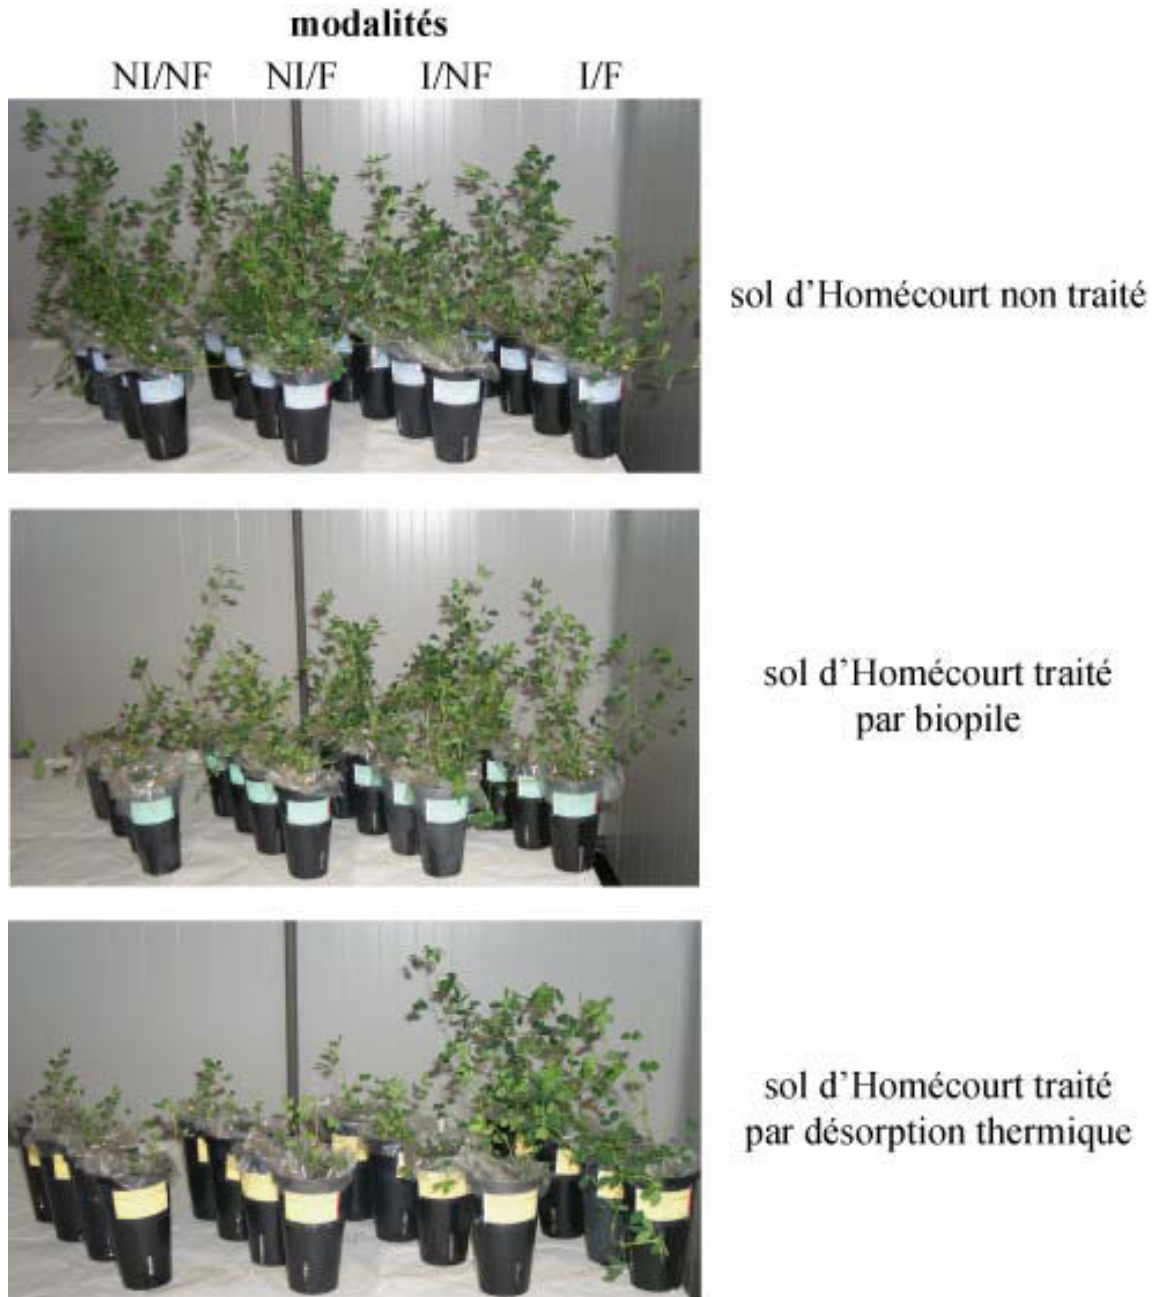 modalités
NI/NF NI/F I/NF I/F
sol d'Homécourt non traité
sol d'Homécourt traité
par biopile
sol d'Homécourt traité
par désorption thermique